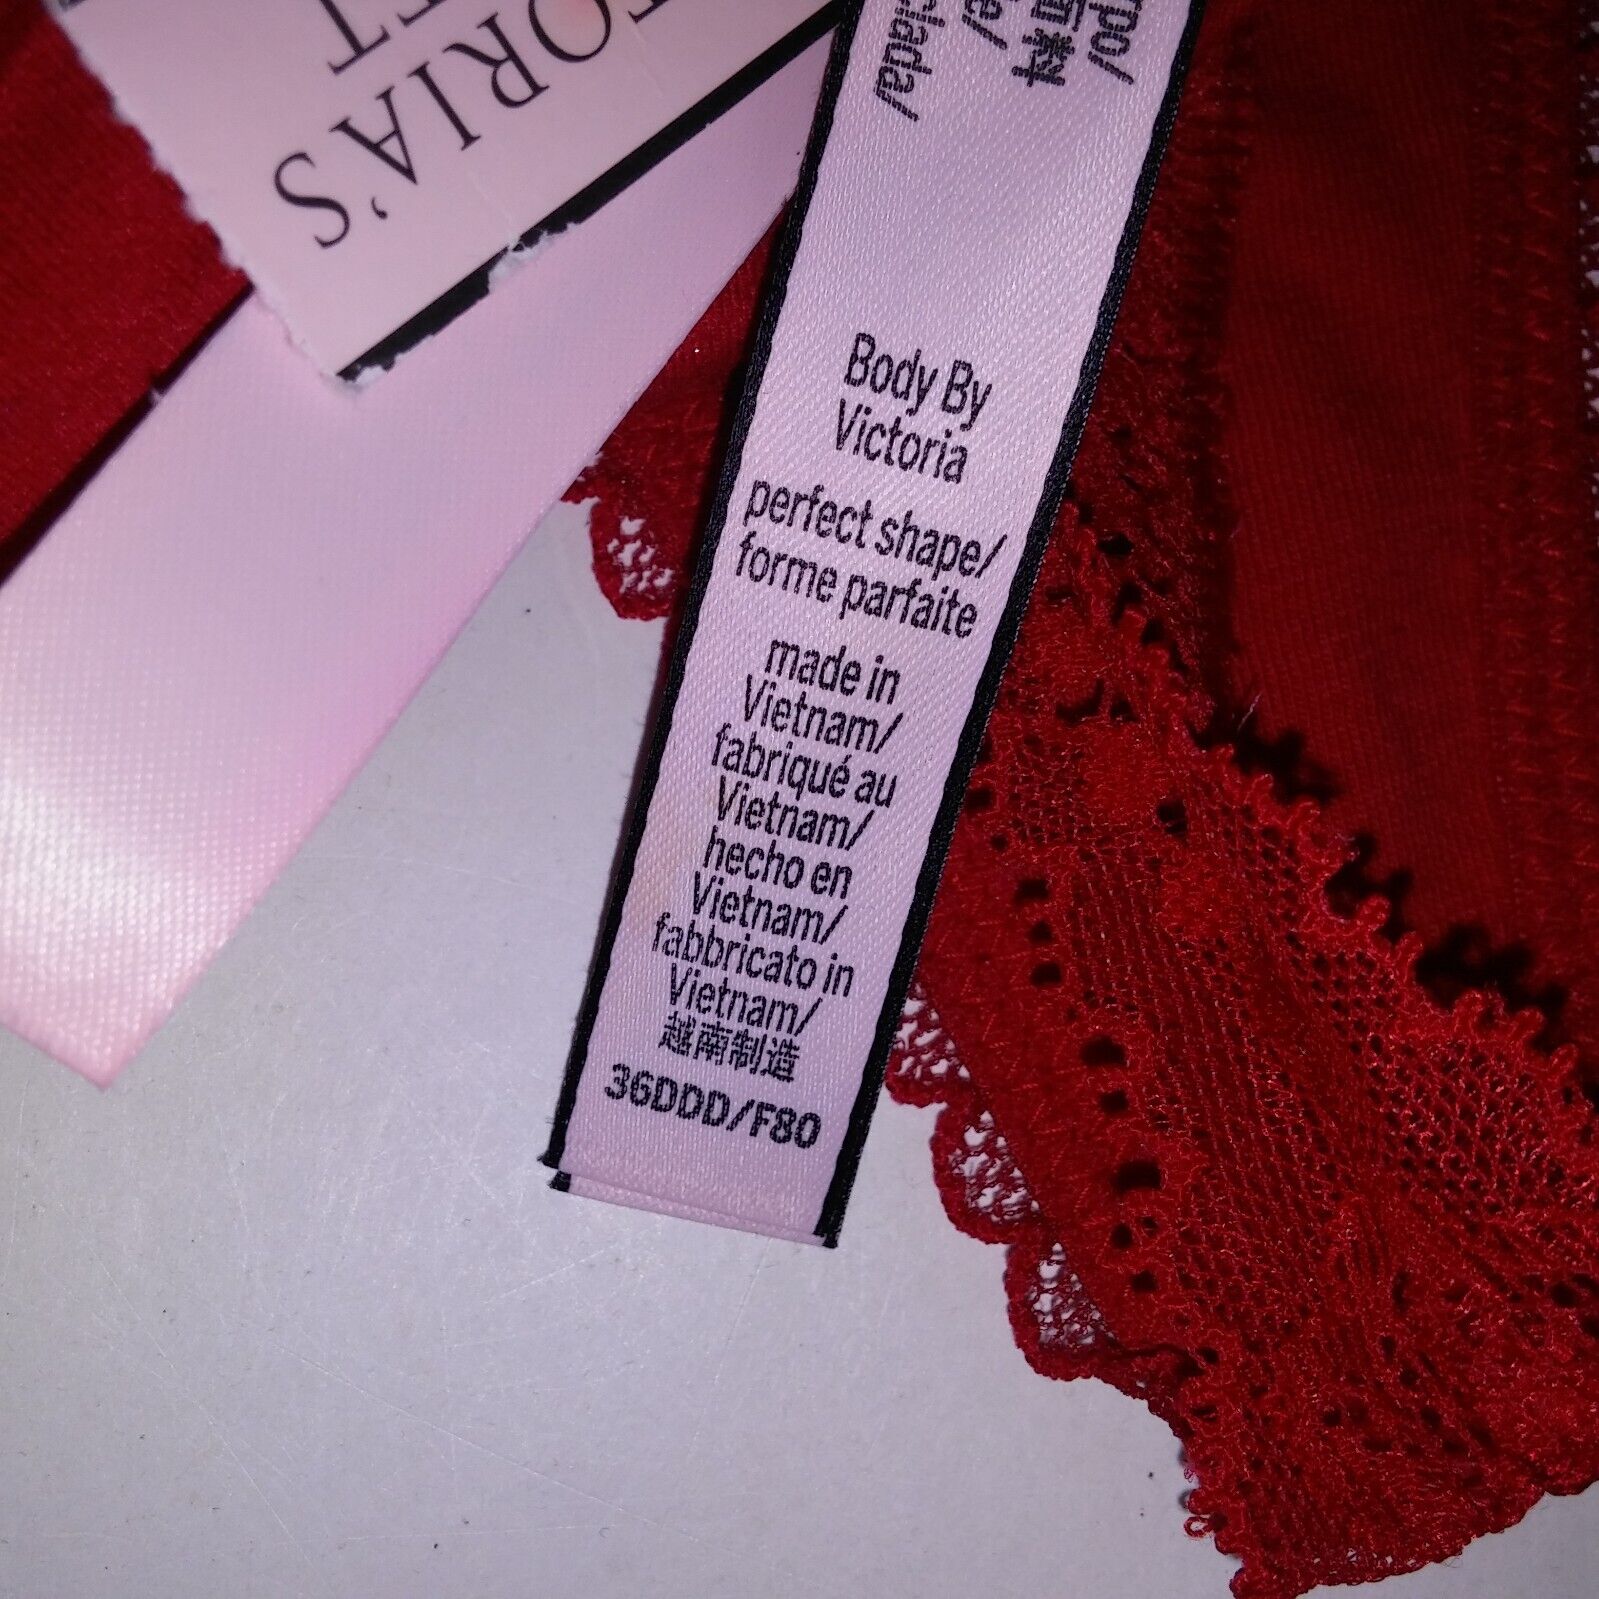 ORIA'S
Body By
Victoria
perfect shape/
forme parfaite
made in
Vietnam/
fabriqué au
Vietnam/
hecho en
Vietnam/
fabbricato in
Vietnam/
越南制造
36DDD/F80